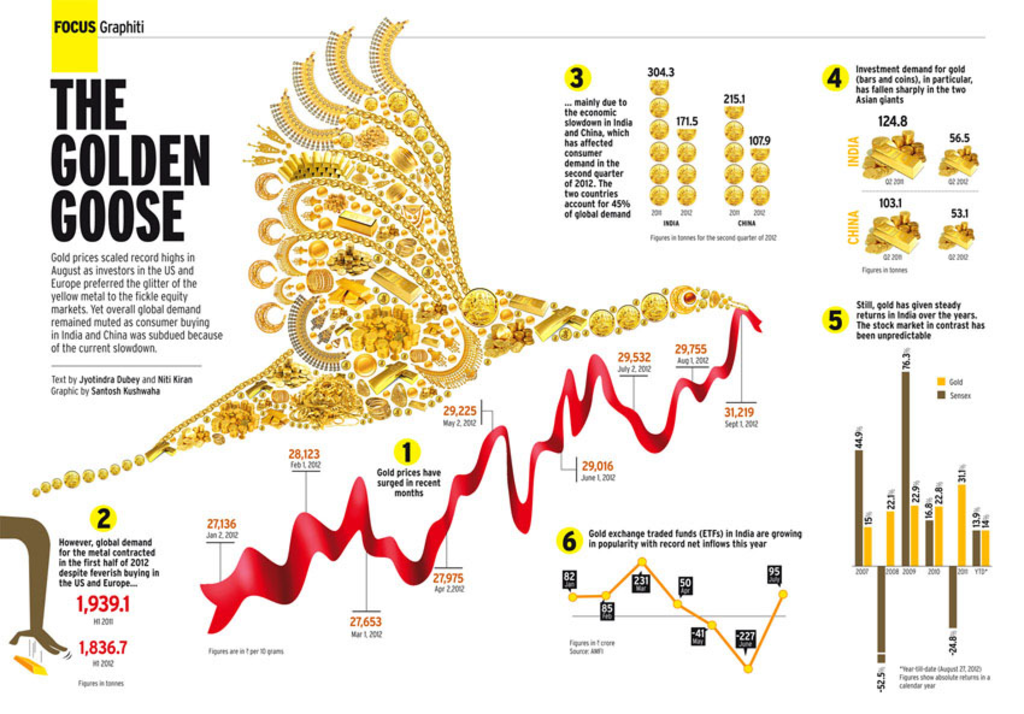 FOCUS Graphiti
THE
GOLDEN
GOOSE
Gold prices scaled record highs in
August as investors in the US and
Europe preferred the glitter of the
yellow metal to the fickle equity
markets. Yet overall global demand
remained muted as consumer buying
in India and China was subdued because
of the current slowdown.
Text by Jyotindra Dubey and Niti Kiran
Graphic by Santosh Kushwaha
1
Gold prices have
surged in recent
months
27,136
Jan 2, 2012
28,123
Feb 1, 2012
27,653
Mar 1, 2012
27,975
Apr 2,2012
29,225
May 2, 2012
29,016
June 1, 2012
29,532
July 2, 2012
29,755
Aug 1, 2012
31,219
Sept 1, 2012
Figures are in ₹ per 10 grams
2
However, global demand
for the metal contracted
in the first half of 2012
despite feverish buying in
the US and Europe...
1,939.1
H1 2011
1,836.7
H1 2012
Figures in tonnes
3
... mainly due to
the economic
slowdown in India
and China, which
has affected
consumer
demand in the
second quarter
of 2012. The
two countries
account for 45%
of global demand
304.3
171.5
215.1
107.9
2011 2012 2011 2012
INDIA CHINA
Figures in tonnes for the second quarter of 2012
4
Investment demand for gold
(bars and coins), in particular,
has fallen sharply in the two
Asian giants
INDIA
124.8
56.5
Q2 2011 Q2 2012
CHINA
103.1
53.1
Q2 2011 Q2 2012
Figures in tonnes
5
Still, gold has given steady
returns in India over the years.
The stock market in contrast has
been unpredictable
Gold
Sensex
44.9%
15%
-52.5%
22.1%
76.3%
22.9%
16.8%
22.8%
-24.8%
31.1%
13.9%
14%
2007 2008 2009 2010 2011 YTD*
*Year-till-date (August 27, 2012)
Figures show absolute returns in a
calendar year
6
Gold exchange traded funds (ETFs) in India are growing
in popularity with record net inflows this year
82
Jan
85
Feb
231
Mar
50
Apr
-41
May
-227
June
95
July
Figures in ₹ crore
Source: AMFI